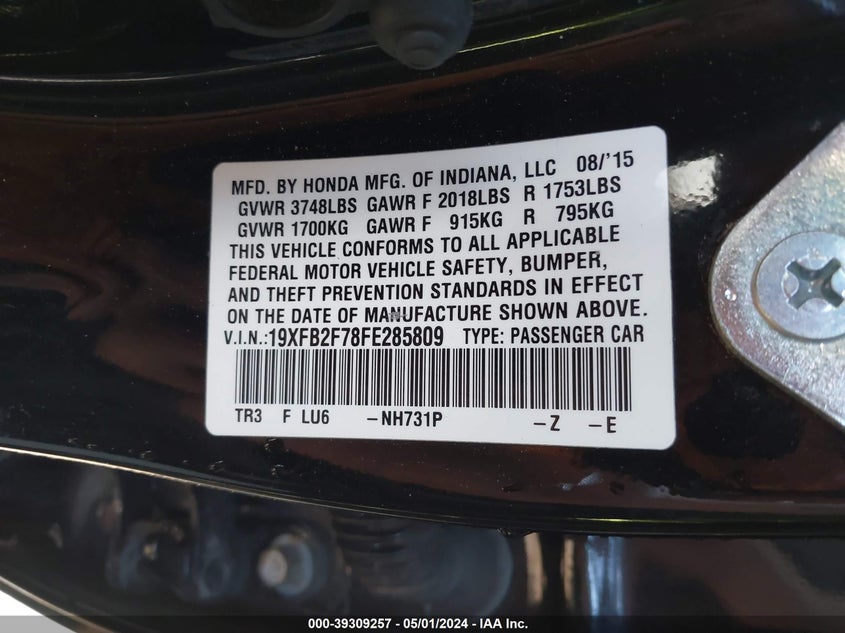 MFD. BY HONDA MFG. OF INDIANA, LLC 08/'15
GVWR 3748LBS GAWR F 2018LBS R 1753LBS
GVWR 1700KG GAWR F 915KG R 795KG
THIS VEHICLE CONFORMS TO ALL APPLICABLE
FEDERAL MOTOR VEHICLE SAFETY, BUMPER,
AND THEFT PREVENTION STANDARDS IN EFFECT
ON THE DATE OF MANUFACTURE SHOWN ABOVE.
V.I.N.:19XFB2F78FE285809 TYPE: PASSENGER CAR
TR3 F LU6 –NH731P –Z –E
000-39309257 - 05/01/2024 - IAA Inc.